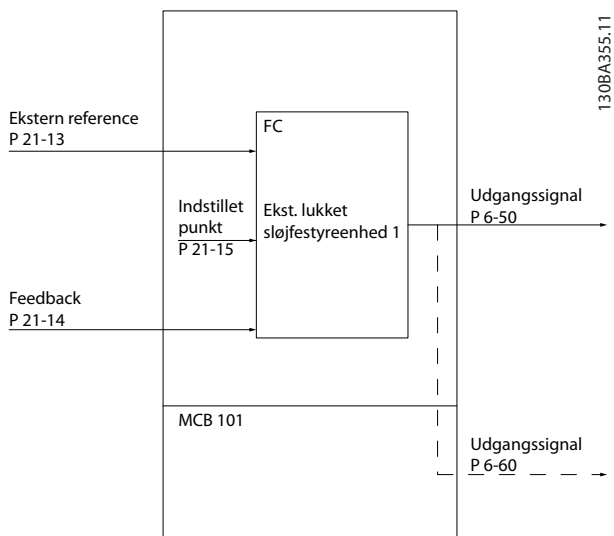 130BA355.11
Ekstern reference
P 21-13
FC
Indstillet
punkt
P 21-15
Ekst. lukket
sløjfestyreenhed 1
Udgangssignal
P 6-50
Feedback
P 21-14
MCB 101
Udgangssignal
P 6-60